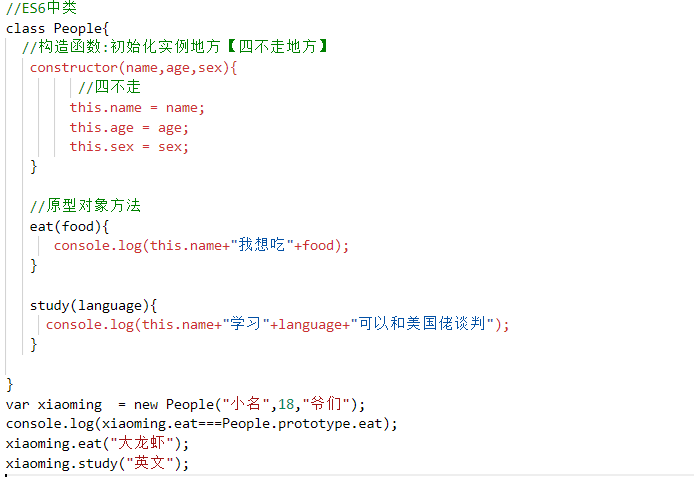 //ES6中类
class People{
//构造函数:初始化实例地方【四不走地方】
constructor(name,age,sex){
//四不走
this.name = name;
this.age = age;
this.sex = sex;
}
//原型对象方法
eat(food){
console.log(this.name+"我想吃"+food);
}
study(language){
console.log(this.name+"学习"+language+"可以和美国佬谈判");
}
}
var xiaoming  = new People("小名",18,"爷们");
console.log(xiaoming.eat===People.prototype.eat);
xiaoming.eat("大龙虾");
xiaoming.study("英文");